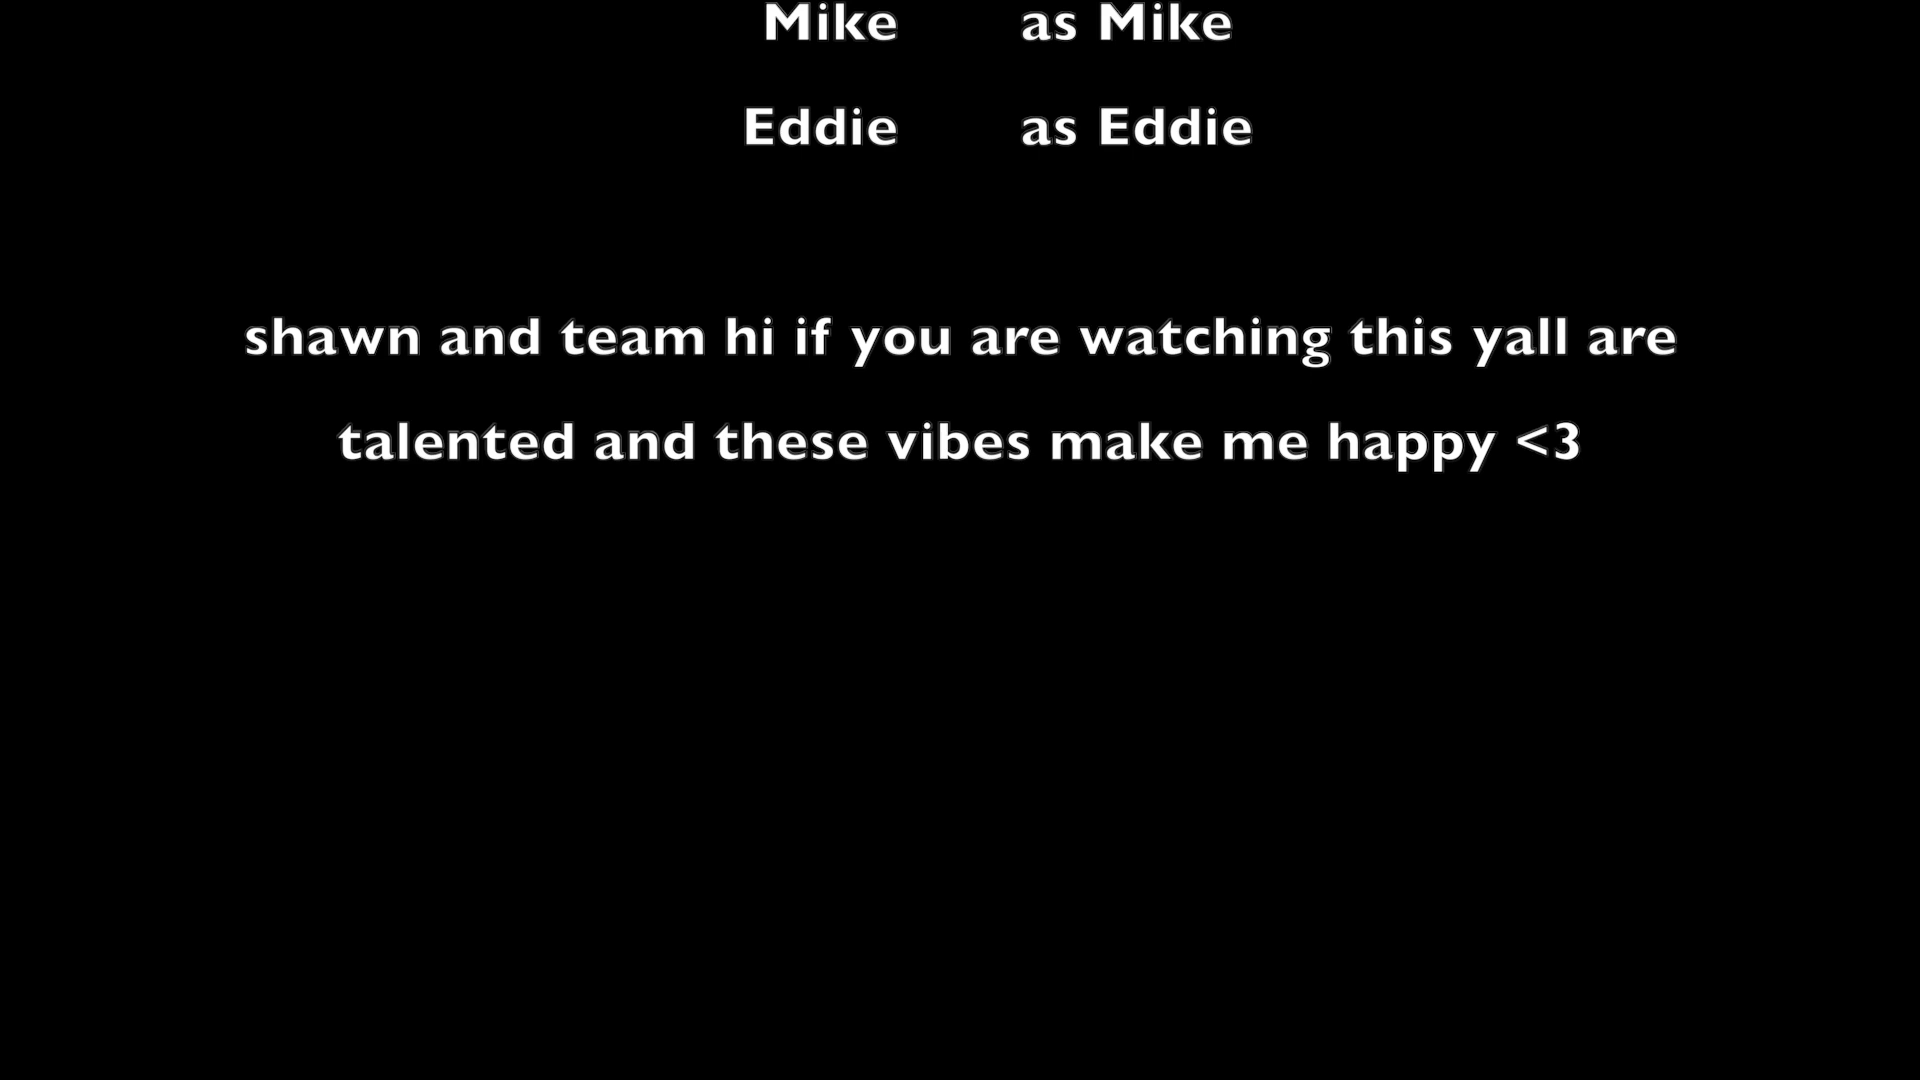 Mike as Mike
Eddie as Eddie
shawn and team hi if you are watching this yall are
talented and these vibes make me happy <3